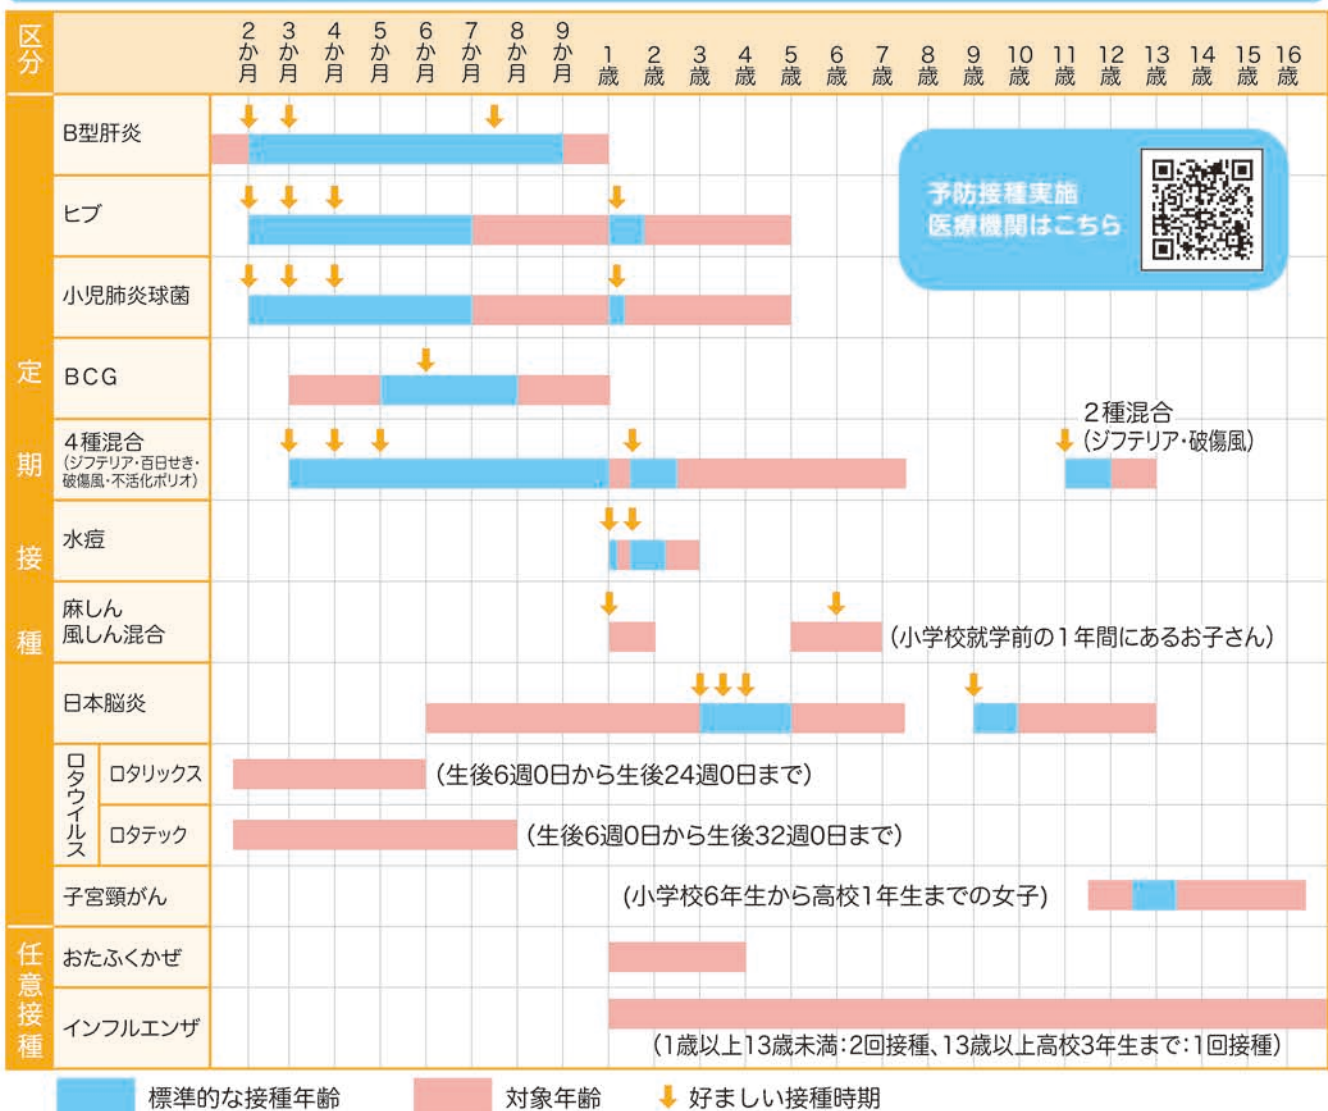 区分
2か月 3か月 4か月 5か月 6か月 7か月 8か月 9か月 1歳 2歳 3歳 4歳 5歳 6歳 7歳 8歳 9歳 10歳 11歳 12歳 13歳 14歳 15歳 16歳
定期接種
B型肝炎
予防接種実施
医療機関はこちら
ヒブ
小児肺炎球菌
BCG
4種混合
(ジフテリア・百日せき・
破傷風・不活化ポリオ)
2種混合
(ジフテリア・破傷風)
水痘
麻しん
風しん混合
(小学校就学前の1年間にあるお子さん)
日本脳炎
ロタウイルス
ロタリックス
(生後6週0日から生後24週0日まで)
ロタテック
(生後6週0日から生後32週0日まで)
子宮頸がん
(小学校6年生から高校1年生までの女子)
任意接種
おたふくかぜ
インフルエンザ
(1歳以上13歳未満:2回接種、13歳以上高校3年生まで:1回接種)
標準的な接種年齢
対象年齢
好ましい接種時期